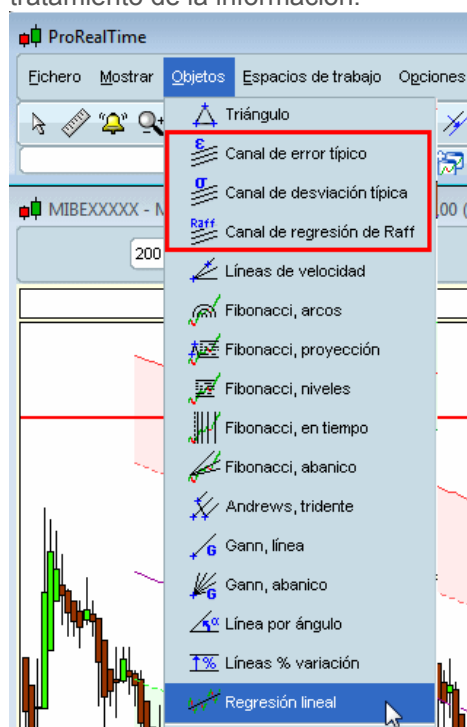 tratamiento de la información.
ProRealTime
Fichero Mostrar Objetos Espacios de trabajo Opciones
Triángulo
ε Canal de error típico
σ Canal de desviación típica
Raff Canal de regresión de Raff
MIBEXXXXX - M
,00 (
200
Líneas de velocidad
Fibonacci, arcos
Fibonacci, proyección
Fibonacci, niveles
Fibonacci, en tiempo
Fibonacci, abanico
Andrews, tridente
G Gann, línea
G Gann, abanico
α Línea por ángulo
1% Líneas % variación
Regresión lineal